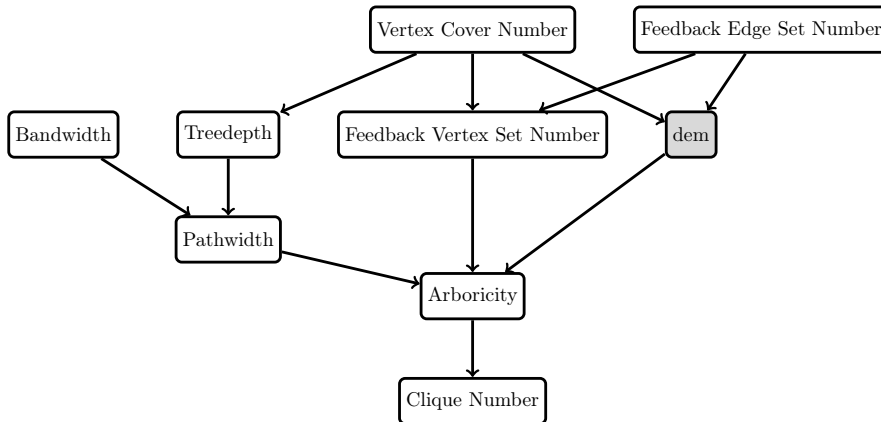 Vertex Cover Number
Feedback Edge Set Number
Bandwidth
Treedepth
Feedback Vertex Set Number
dem
Pathwidth
Arboricity
Clique Number